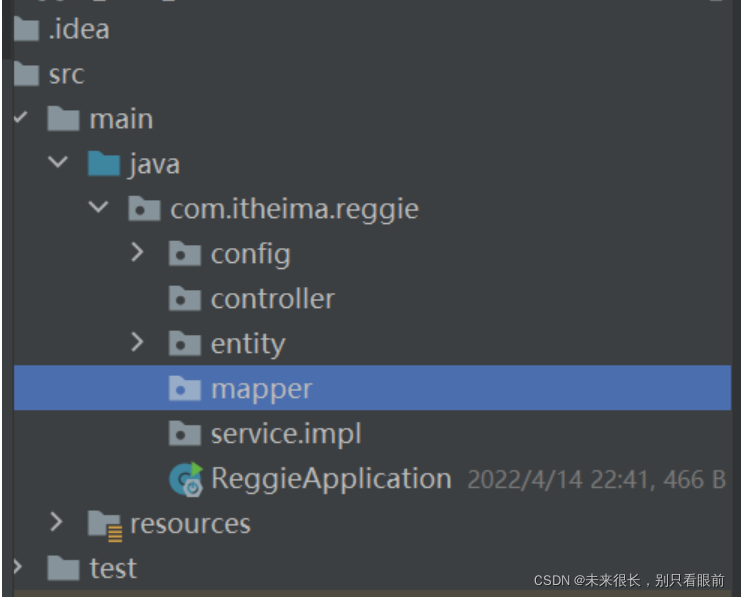 .idea
src
main
java
com.itheima.reggie
config
controller
entity
mapper
service.impl
ReggieApplication 2022/4/14 22:41, 466 B
resources
test
CSDN @未来很长，别只看眼前